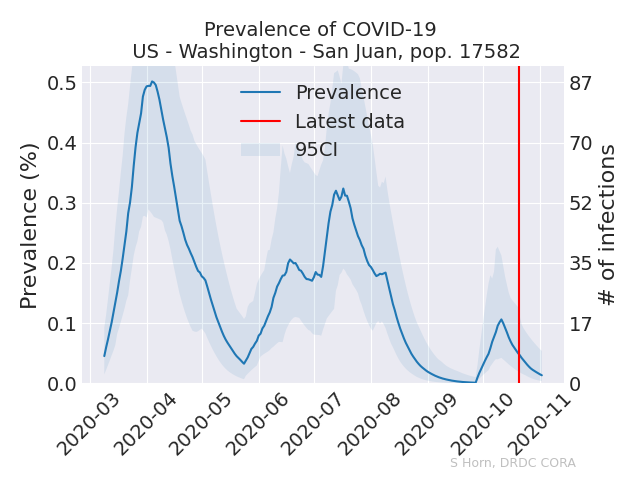 Prevalence of COVID-19
US - Washington - San Juan, pop. 17582
Prevalence (%)
0.5
0.4
0.3
0.2
0.1
0.0
Prevalence
Latest data
95CI
87
70
52
35
17
0
# of infections
2020-03
2020-04
2020-05
2020-06
2020-07
2020-08
2020-09
2020-10
2020-11
S Horn, DRDC CORA